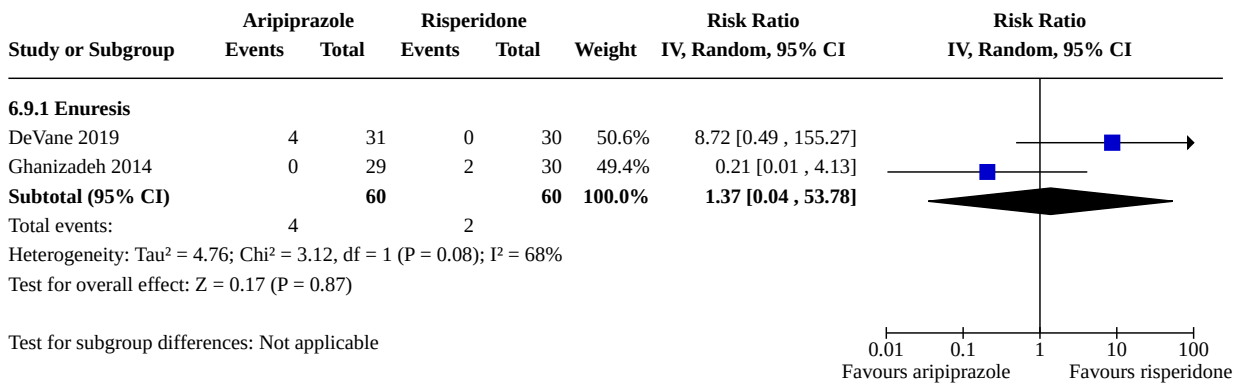 Aripiprazole Risperidone Risk Ratio Risk Ratio
Study or Subgroup Events Total Events Total Weight IV, Random, 95% CI IV, Random, 95% CI
6.9.1 Enuresis
DeVane 2019 4 31 0 30 50.6% 8.72 [0.49 , 155.27]
Ghanizadeh 2014 0 29 2 30 49.4% 0.21 [0.01 , 4.13]
Subtotal (95% CI) 60 60 100.0% 1.37 [0.04 , 53.78]
Total events: 4 2
Heterogeneity: Tau² = 4.76; Chi² = 3.12, df = 1 (P = 0.08); I² = 68%
Test for overall effect: Z = 0.17 (P = 0.87)
Test for subgroup differences: Not applicable
0.01 0.1 1 10 100
Favours aripiprazole Favours risperidone